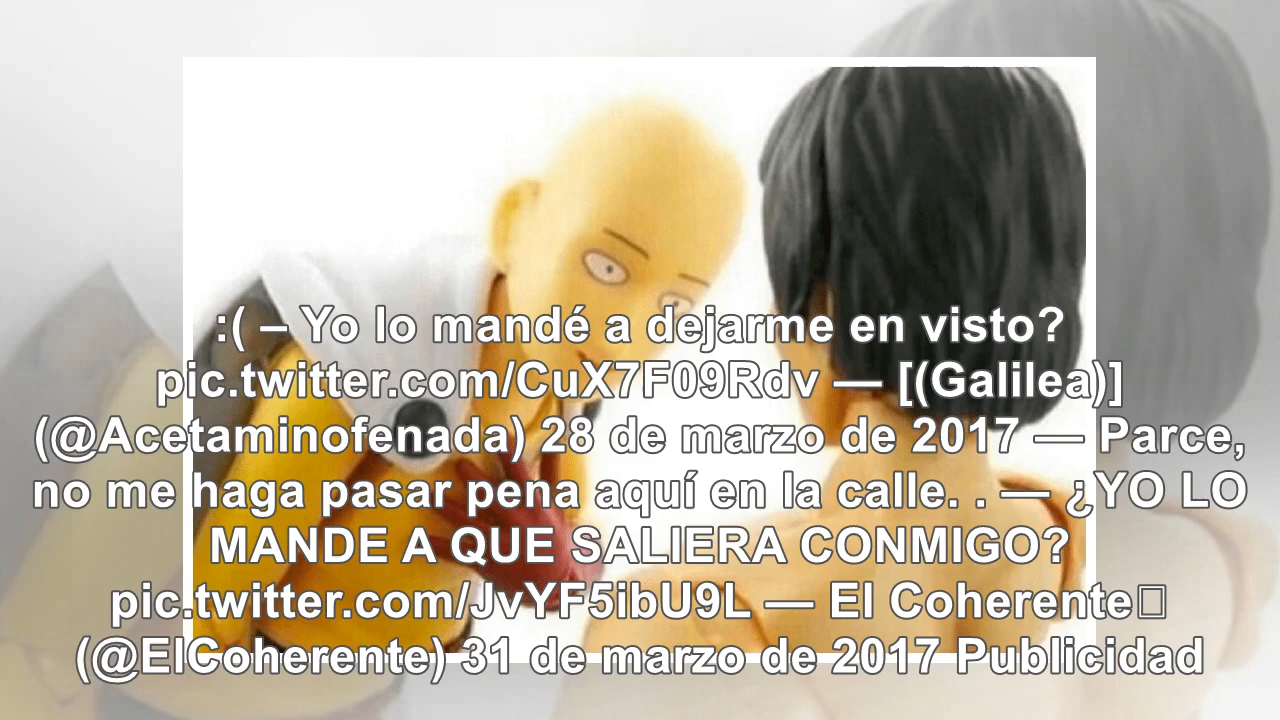 :( – Yo lo mandé a dejarme en visto?
pic.twitter.com/CuX7F09Rdv — [(Galilea)]
(@Acetaminofenada) 28 de marzo de 2017 — Parce,
no me haga pasar pena aquí en la calle. . — ¿YO LO
MANDE A QUE SALIERA CONMIGO?
pic.twitter.com/JvYF5ibU9L — El Coherente
(@ElCoherente) 31 de marzo de 2017 Publicidad